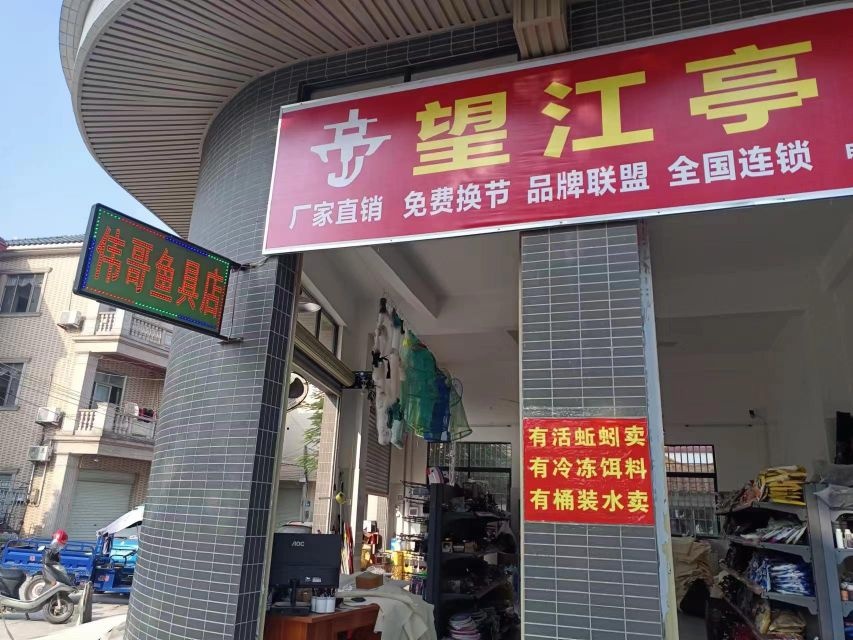 望江亭
厂家直销 免费换节 品牌联盟 全国连锁
伟哥鱼具店
有活蚯蚓卖
有冷冻饵料
有桶装水卖
AOC